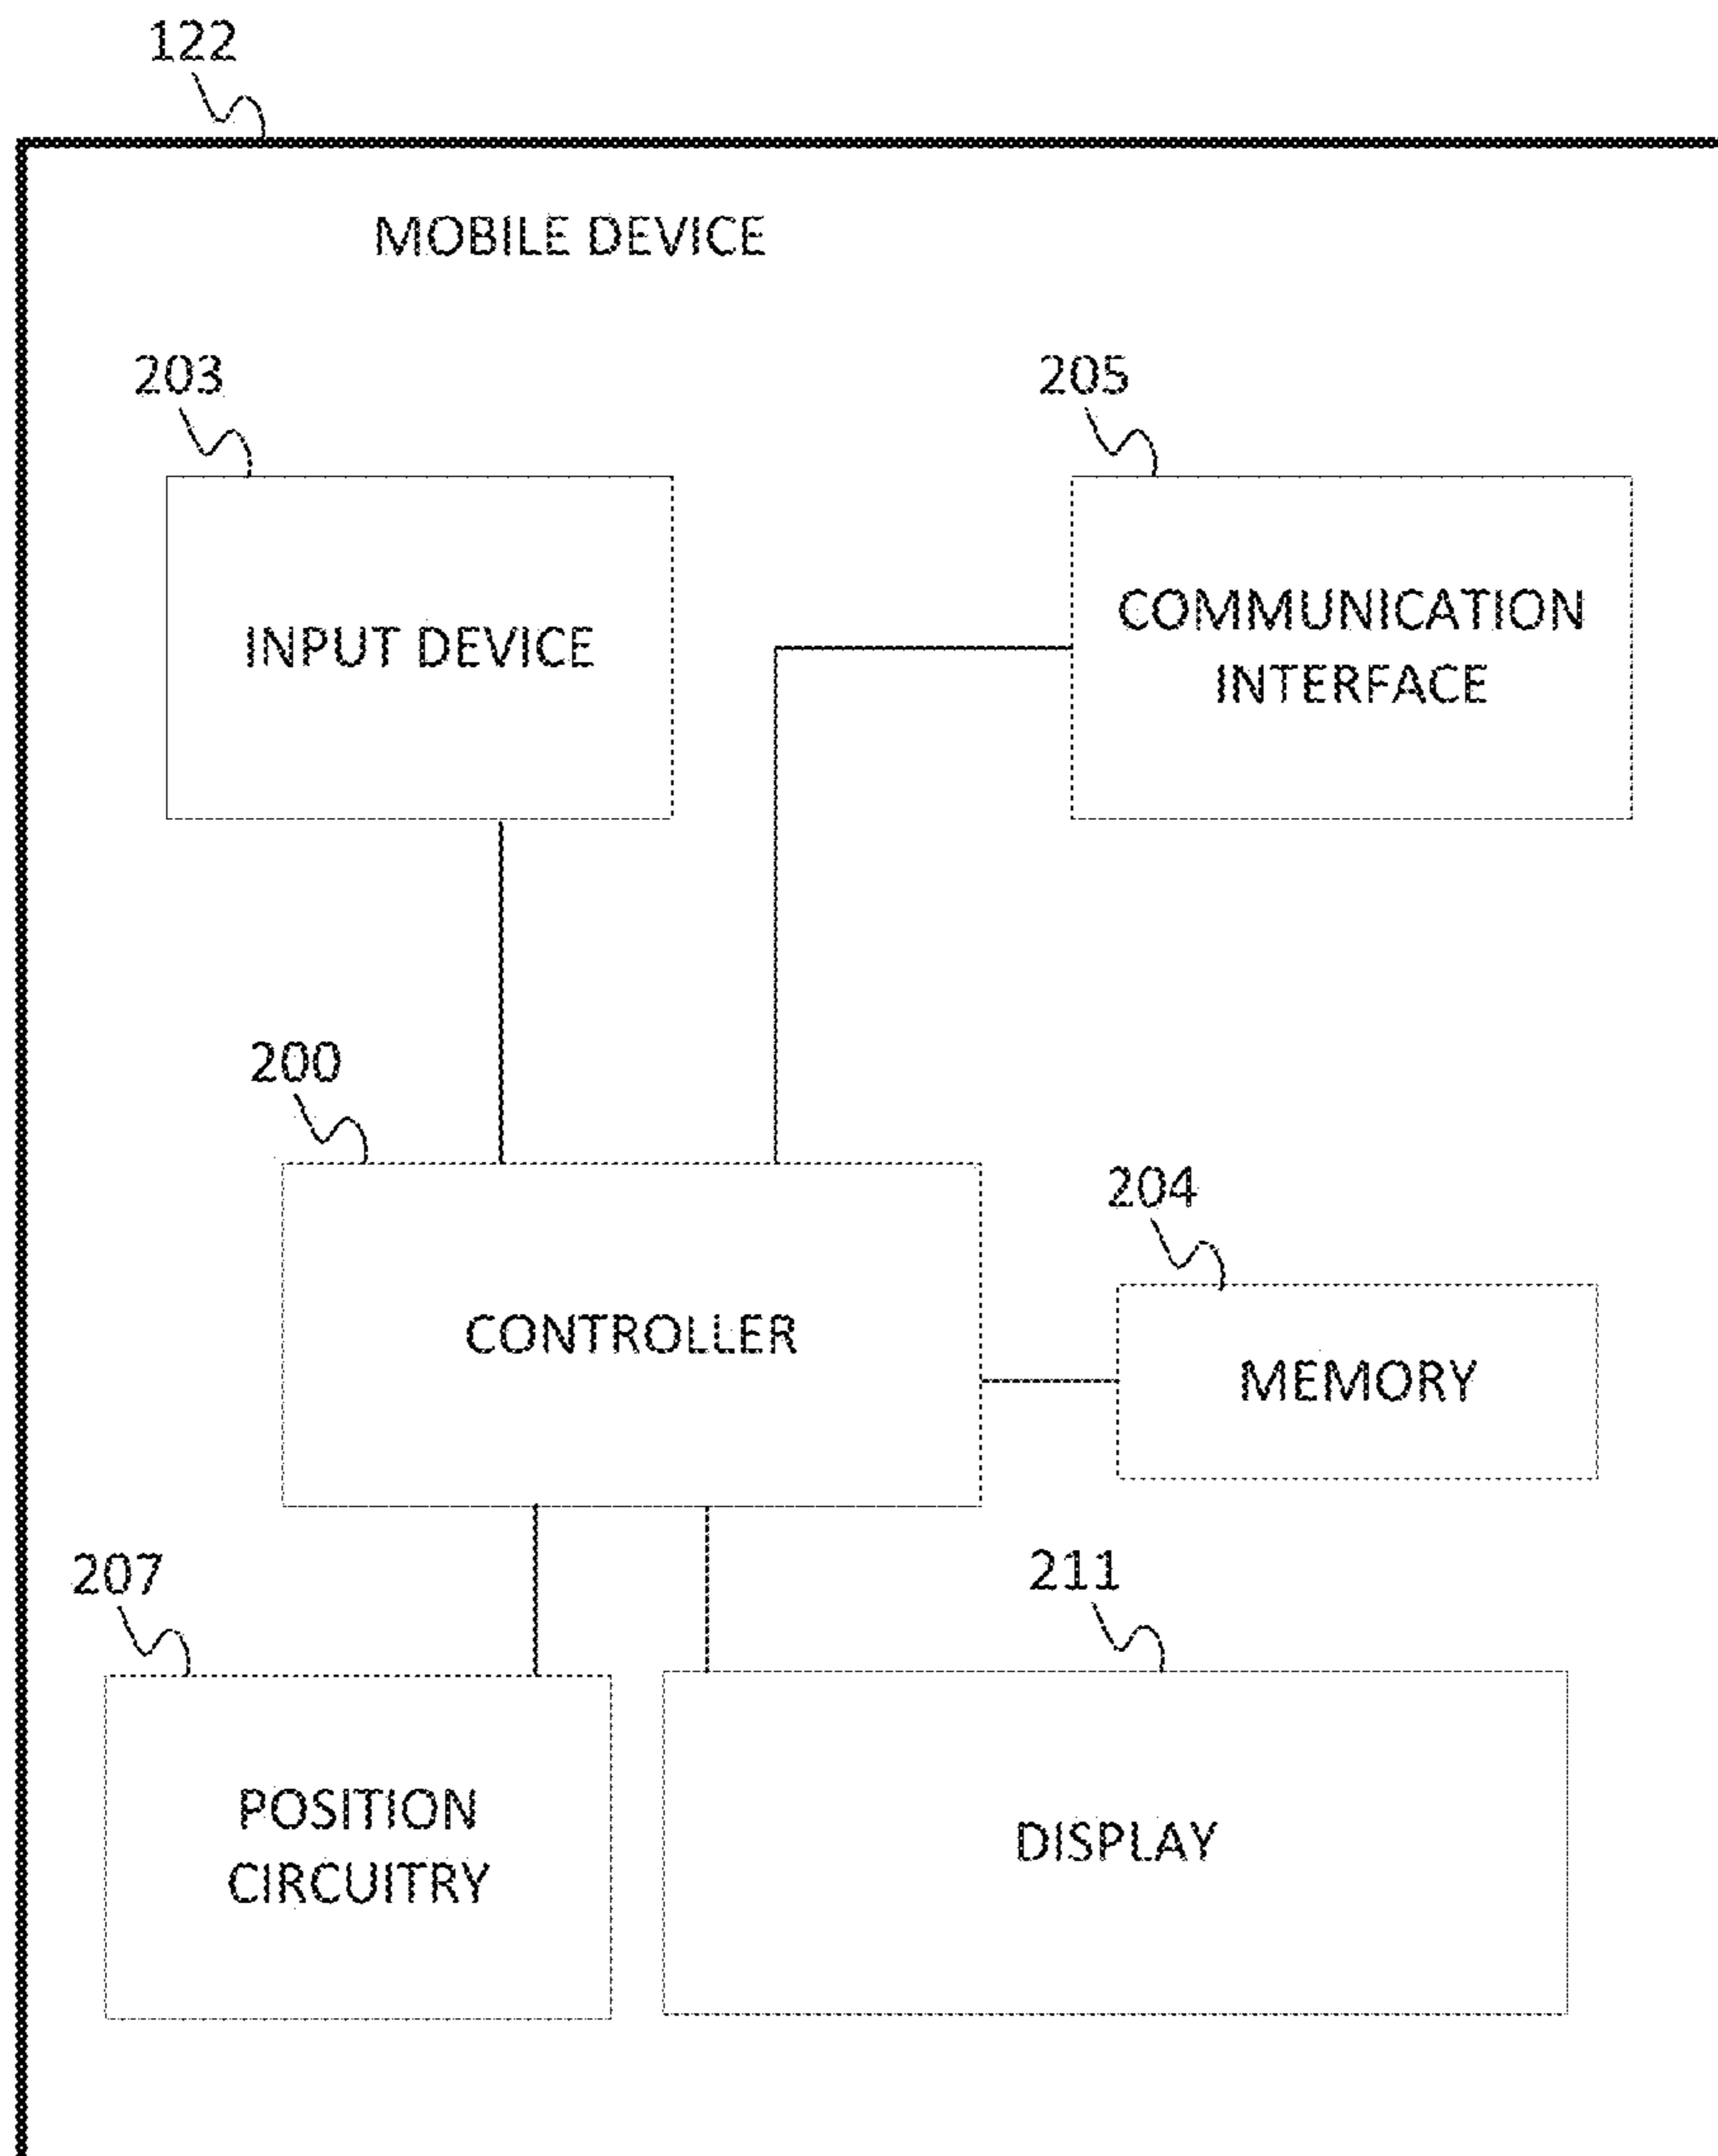 122
MOBILE DEVICE
203
205
INPUT DEVICE
COMMUNICATION
INTERFACE
200
204
CONTROLLER
MEMORY
207
211
POSITION
CIRCUITRY
DISPLAY